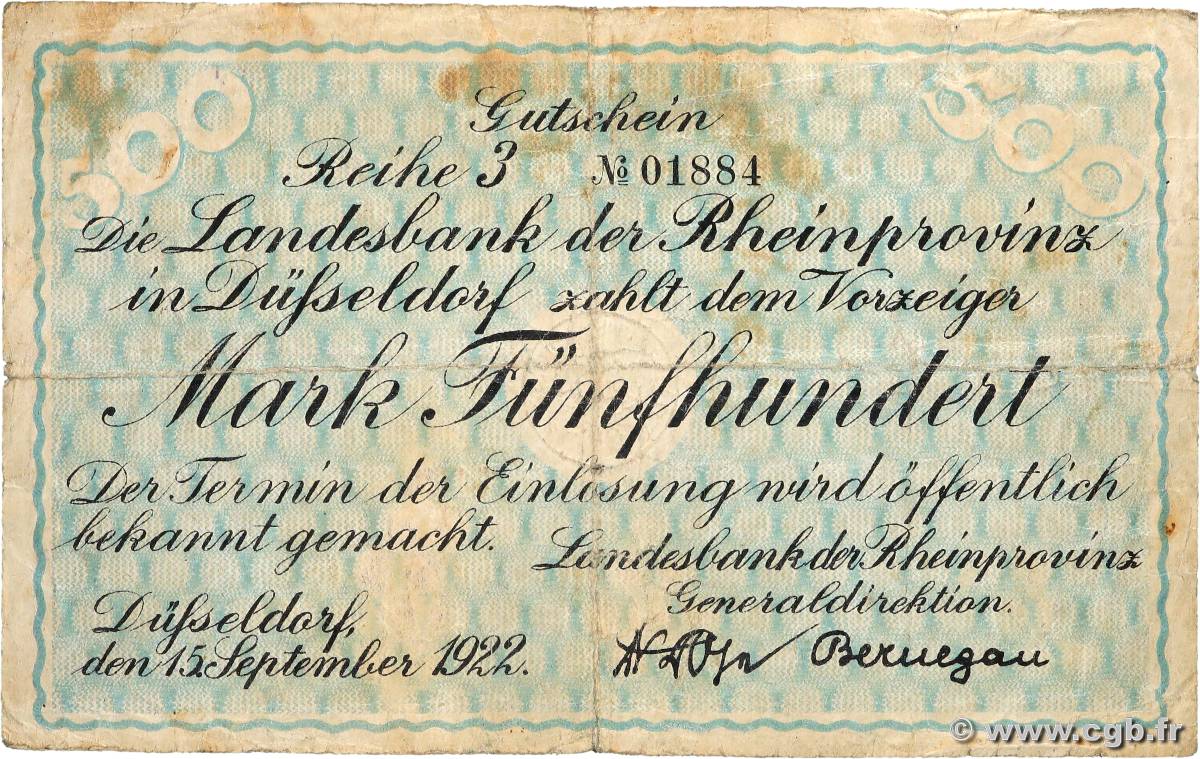 500
500
Gutschein
Reihe 3 № 01884
Die Landesbank der Rheinprovinz
in Düsseldorf zahlt dem Vorzeiger
Mark Fünfhundert
Der Termin der Einlösung wird öffentlich
bekannt gemacht.
Landesbank der Rheinprovinz
Generaldirektion.
Düsseldorf,
den 15. September 1922.
Bernegau
© www.cgb.fr